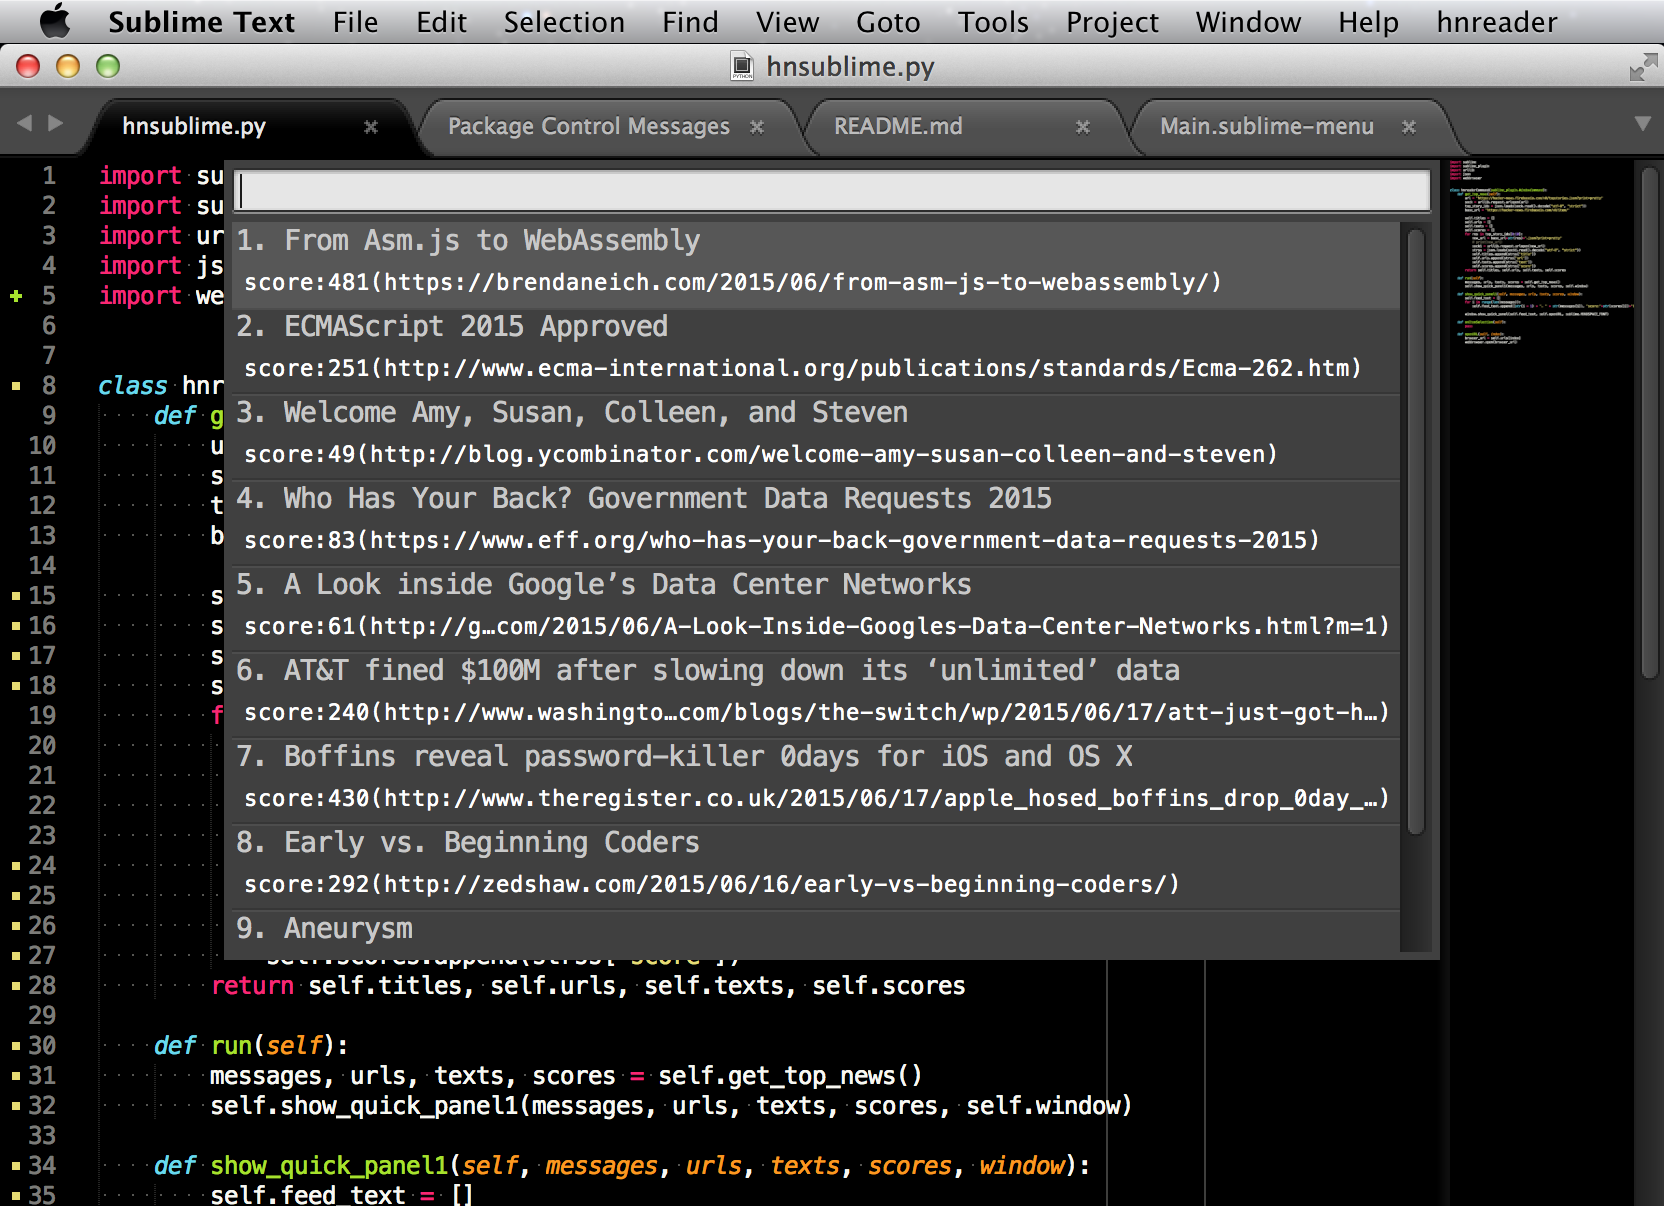 Sublime Text File Edit Selection Find View Goto Tools Project Window Help hnreader
hnsublime.py
hnsublime.py × Package Control Messages × README.md × Main.sublime-menu ×
1 import su
2 import su
3 import ur
4 import js
5 import we
6
7
8 class hnr
9 def g
10 u
11 s
12 t
13 b
14
15 s
16 s
17 s
18 s
19 f
20
21
22
23
24
25
26
27
28 return self.titles, self.urls, self.texts, self.scores
29
30 def run(self):
31 messages, urls, texts, scores = self.get_top_news()
32 self.show_quick_panel1(messages, urls, texts, scores, self.window)
33
34 def show_quick_panel1(self, messages, urls, texts, scores, window):
35 self.feed_text = []
1. From Asm.js to WebAssembly
score:481(https://brendaneich.com/2015/06/from-asm-js-to-webassembly/)
2. ECMAScript 2015 Approved
score:251(http://www.ecma-international.org/publications/standards/Ecma-262.htm)
3. Welcome Amy, Susan, Colleen, and Steven
score:49(http://blog.ycombinator.com/welcome-amy-susan-colleen-and-steven)
4. Who Has Your Back? Government Data Requests 2015
score:83(https://www.eff.org/who-has-your-back-government-data-requests-2015)
5. A Look inside Google’s Data Center Networks
score:61(http://g…com/2015/06/A-Look-Inside-Googles-Data-Center-Networks.html?m=1)
6. AT&T fined $100M after slowing down its ‘unlimited’ data
score:240(http://www.washingto…com/blogs/the-switch/wp/2015/06/17/att-just-got-h…)
7. Boffins reveal password-killer 0days for iOS and OS X
score:430(http://www.theregister.co.uk/2015/06/17/apple_hosed_boffins_drop_0day_…)
8. Early vs. Beginning Coders
score:292(http://zedshaw.com/2015/06/16/early-vs-beginning-coders/)
9. Aneurysm